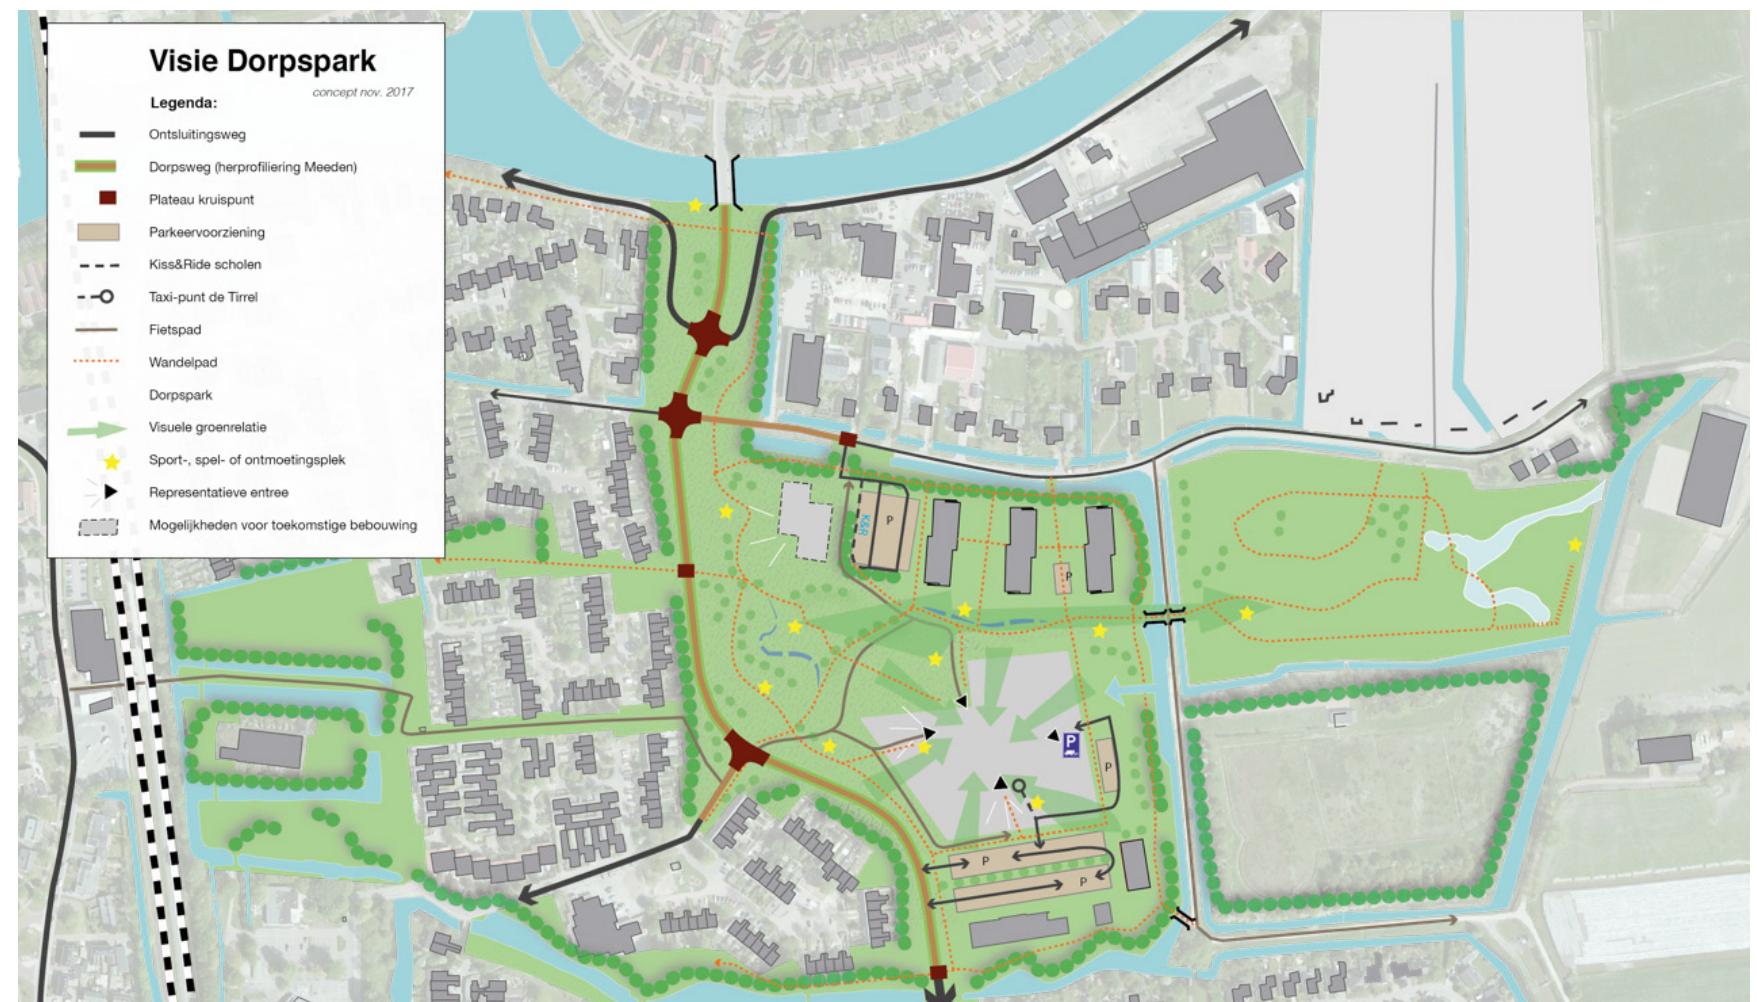 Visie Dorpspark
concept nov. 2017
Legenda:
Ontsluitingsweg
Dorpsweg (herprofiliering Meeden)
Plateau kruispunt
Parkeervoorziening
Kiss&Ride scholen
Taxi-punt de Tirrel
Fietspad
Wandelpad
Dorpspark
Visuele groenrelatie
Sport-, spel- of ontmoetingsplek
Representatieve entree
Mogelijkheden voor toekomstige bebouwing
K&R
P
P
P
P
P
P